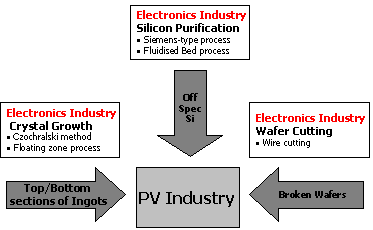 Electronics Industry
Silicon Purification
▪ Siemens-type process
▪ Fluidised Bed process
Off
Spec
Si
Electronics Industry
Crystal Growth
▪ Czochralski method
▪ Floating zone process
Electronics Industry
Wafer Cutting
▪ Wire cutting
Top/Bottom
sections of Ingots
PV Industry
Broken Wafers